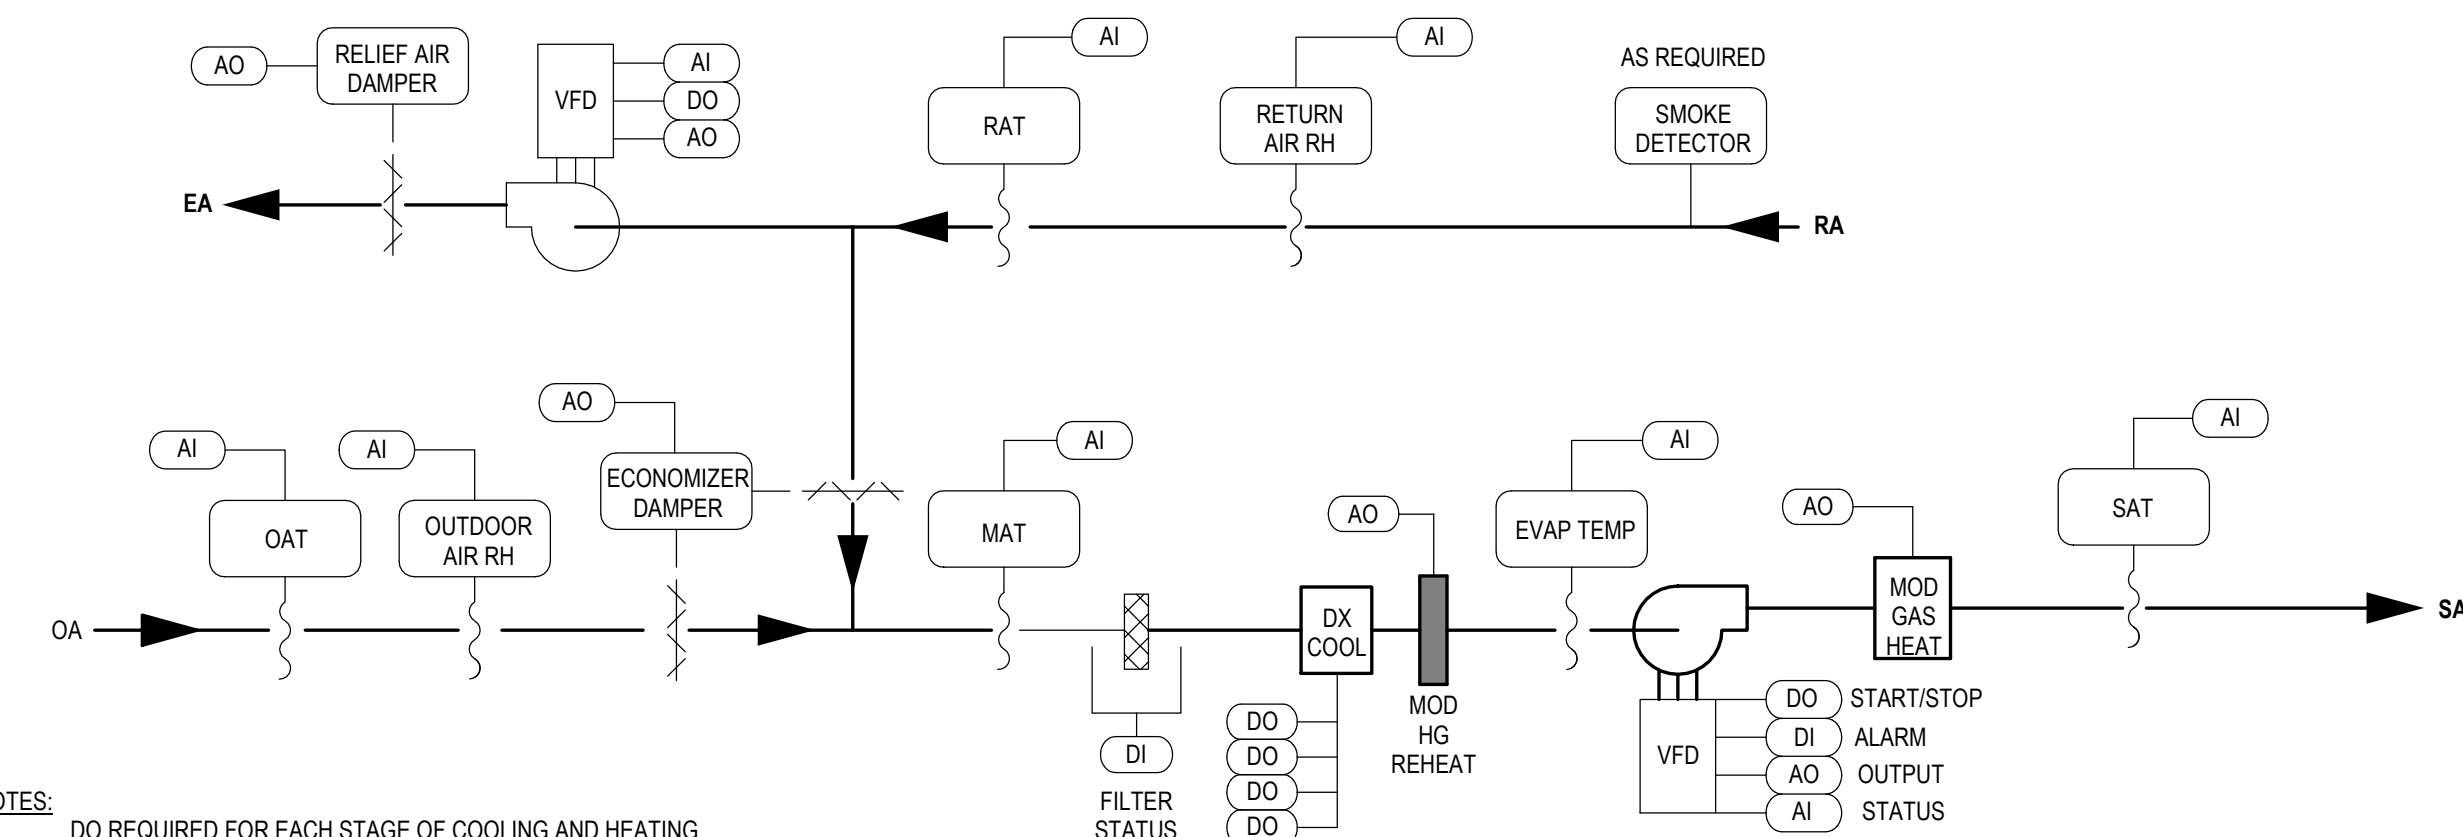 AI
AI
RELIEF AIR
DAMPER
AO
AI
AS REQUIRED
VFD
DO
RAT
RETURN
AIR RH
SMOKE
DETECTOR
AO
EA
RA
AO
AI
AI
AI
AI
AI
ECONOMIZER
DAMPER
OAT
OUTDOOR
AIR RH
MAT
AO
EVAP TEMP
AO
SAT
OA
DX
COOL
MOD
GAS
HEAT
SA
MOD
HG
REHEAT
DO
START/STOP
DO
DI
ALARM
DI
DO
VFD
AO
OUTPUT
DO
AI
STATUS
FILTER
STATUS
DO
OTES:
DO REQUIRED FOR EACH STAGE OF COOLING AND HEATING